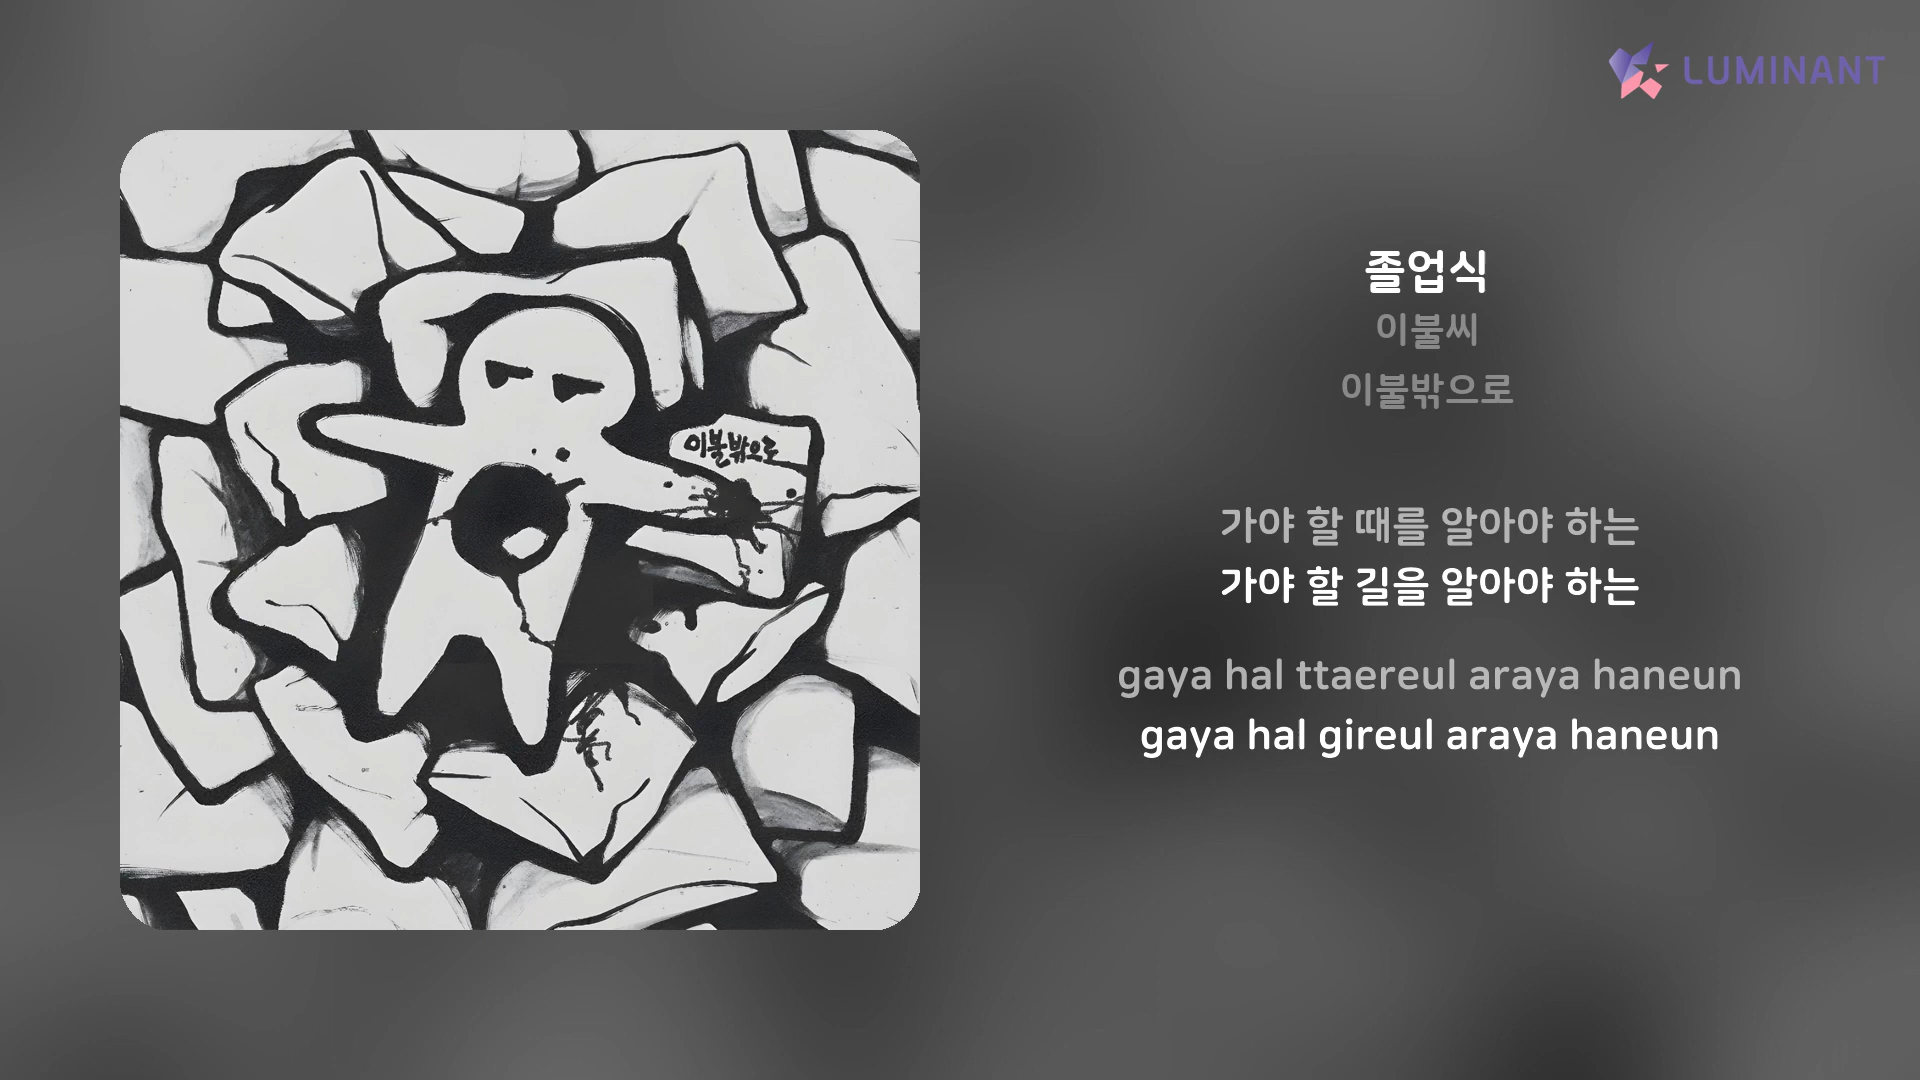 LUMINANT
졸업식
이불씨
이불밖으로
이불밖으로
가야 할 때를 알아야 하는
가야 할 길을 알아야 하는
gaya hal ttaereul araya haneun
gaya hal gireul araya haneun